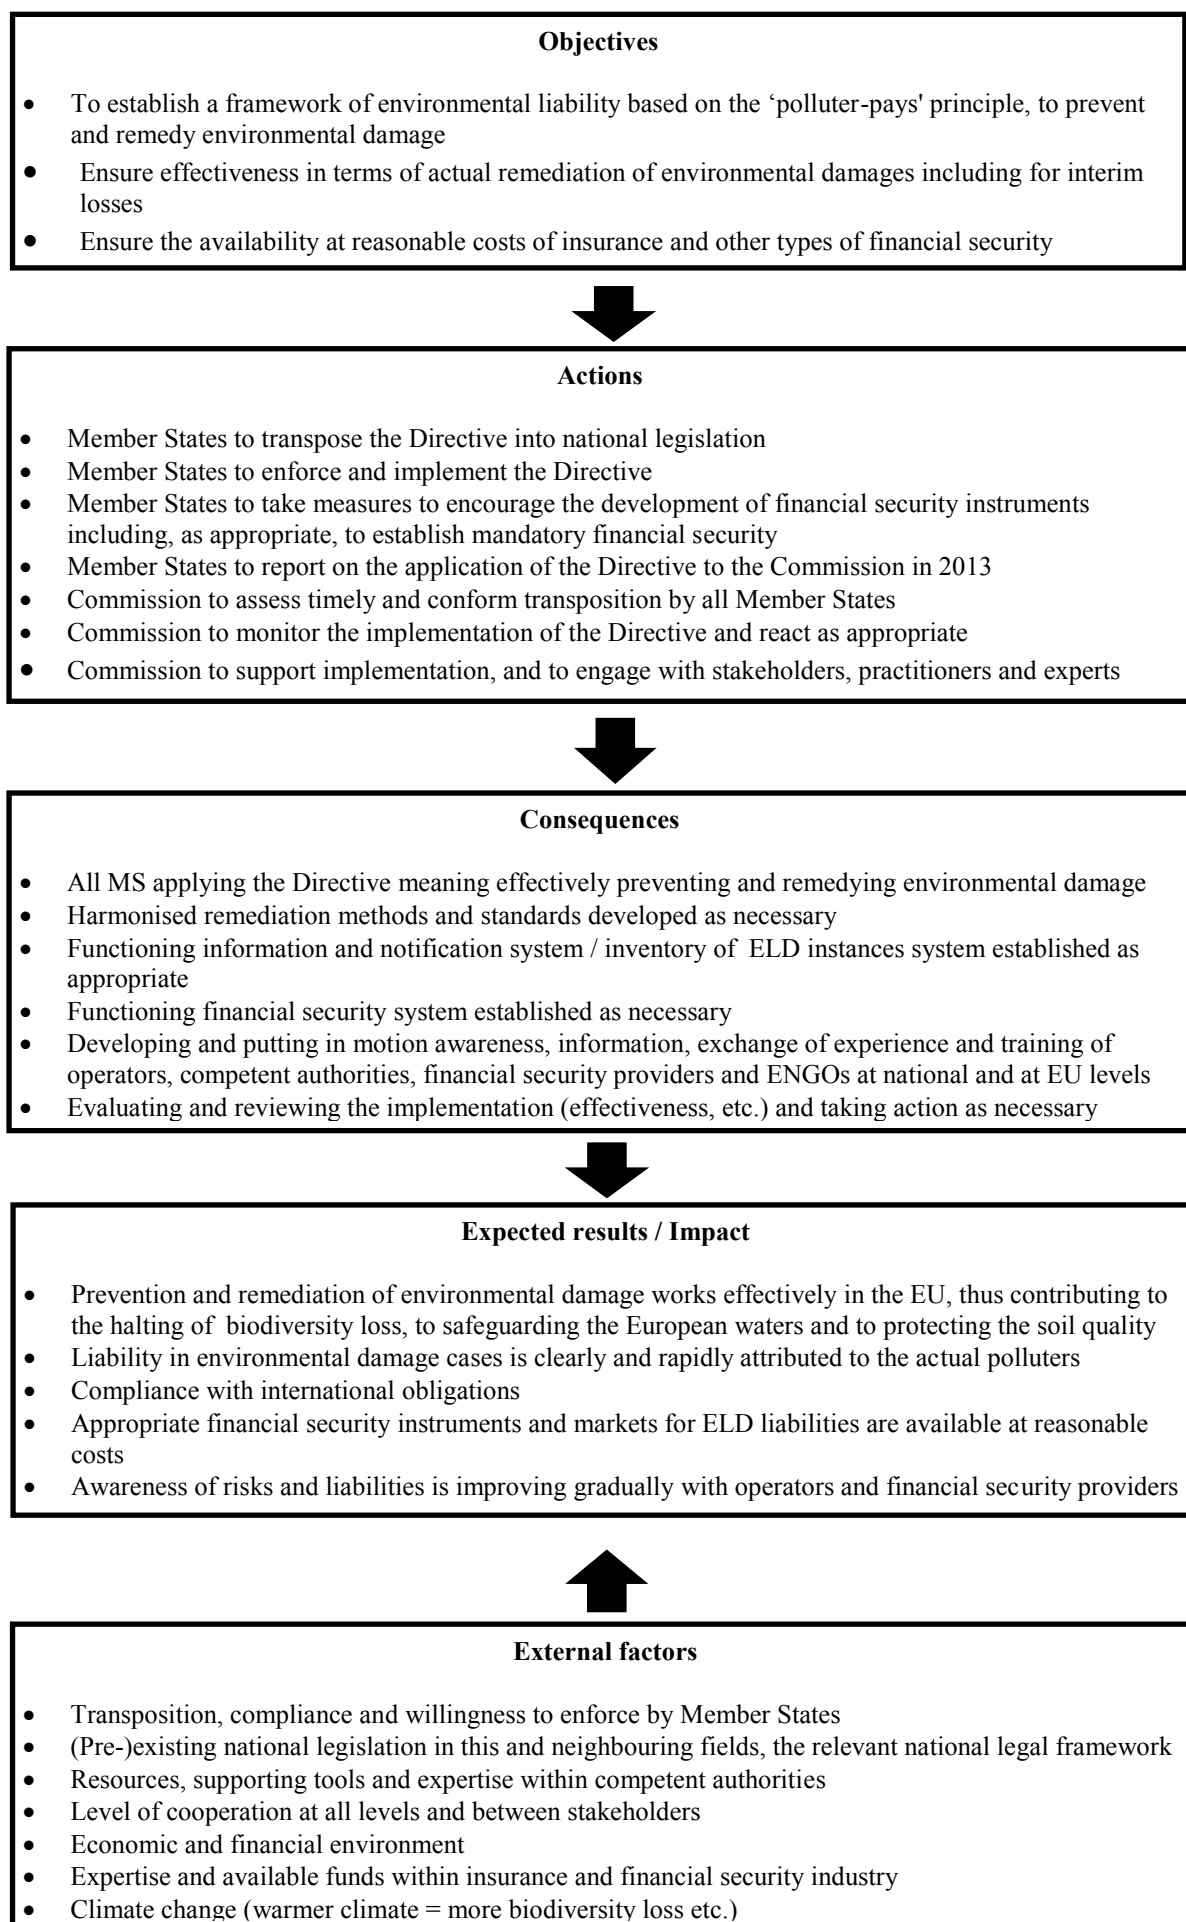 Objectives
• To establish a framework of environmental liability based on the ‘polluter-pays' principle, to prevent
and remedy environmental damage
• Ensure effectiveness in terms of actual remediation of environmental damages including for interim
losses
• Ensure the availability at reasonable costs of insurance and other types of financial security
Actions
• Member States to transpose the Directive into national legislation
• Member States to enforce and implement the Directive
• Member States to take measures to encourage the development of financial security instruments
including, as appropriate, to establish mandatory financial security
• Member States to report on the application of the Directive to the Commission in 2013
• Commission to assess timely and conform transposition by all Member States
• Commission to monitor the implementation of the Directive and react as appropriate
• Commission to support implementation, and to engage with stakeholders, practitioners and experts
Consequences
• All MS applying the Directive meaning effectively preventing and remedying environmental damage
• Harmonised remediation methods and standards developed as necessary
• Functioning information and notification system / inventory of ELD instances system established as
appropriate
• Functioning financial security system established as necessary
• Developing and putting in motion awareness, information, exchange of experience and training of
operators, competent authorities, financial security providers and ENGOs at national and at EU levels
• Evaluating and reviewing the implementation (effectiveness, etc.) and taking action as necessary
Expected results / Impact
• Prevention and remediation of environmental damage works effectively in the EU, thus contributing to
the halting of biodiversity loss, to safeguarding the European waters and to protecting the soil quality
• Liability in environmental damage cases is clearly and rapidly attributed to the actual polluters
• Compliance with international obligations
• Appropriate financial security instruments and markets for ELD liabilities are available at reasonable
costs
• Awareness of risks and liabilities is improving gradually with operators and financial security providers
External factors
• Transposition, compliance and willingness to enforce by Member States
• (Pre-)existing national legislation in this and neighbouring fields, the relevant national legal framework
• Resources, supporting tools and expertise within competent authorities
• Level of cooperation at all levels and between stakeholders
• Economic and financial environment
• Expertise and available funds within insurance and financial security industry
• Climate change (warmer climate = more biodiversity loss etc.)